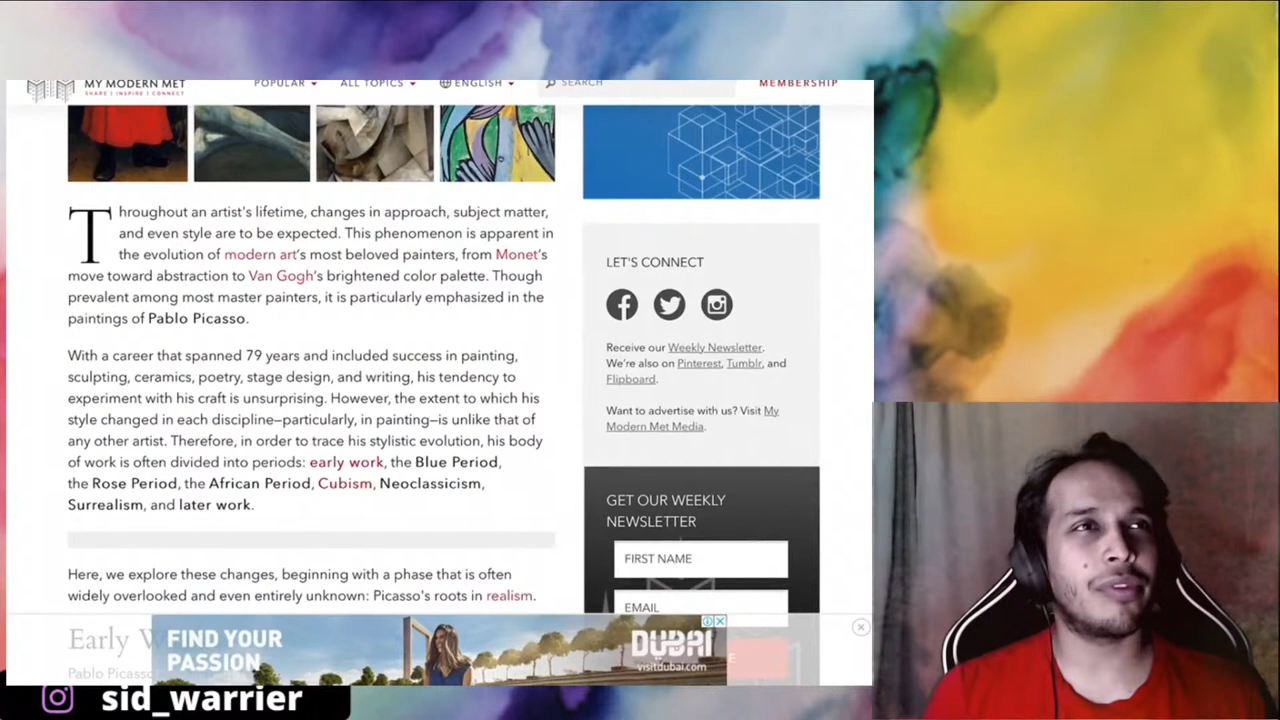 MY MODERN MET
SHARE | INSPIRE | CONNECT
POPULAR
ALL TOPICS
ENGLISH
SEARCH
MEMBERSHIP
Throughout an artist's lifetime, changes in approach, subject matter,
and even style are to be expected. This phenomenon is apparent in
the evolution of modern art's most beloved painters, from Monet's
move toward abstraction to Van Gogh's brightened color palette. Though
prevalent among most master painters, it is particularly emphasized in the
paintings of Pablo Picasso.
With a career that spanned 79 years and included success in painting,
sculpting, ceramics, poetry, stage design, and writing, his tendency to
experiment with his craft is unsurprising. However, the extent to which his
style changed in each discipline—particularly, in painting—is unlike that of
any other artist. Therefore, in order to trace his stylistic evolution, his body
of work is often divided into periods: early work, the Blue Period,
the Rose Period, the African Period, Cubism, Neoclassicism,
Surrealism, and later work.
Here, we explore these changes, beginning with a phase that is often
widely overlooked and even entirely unknown: Picasso's roots in realism.
Early W
Pablo Picasso
LET'S CONNECT
Receive our Weekly Newsletter.
We're also on Pinterest, Tumblr, and
Flipboard.
Want to advertise with us? Visit My
Modern Met Media.
GET OUR WEEKLY
NEWSLETTER
FIRST NAME
EMAIL
E
FIND YOUR
PASSION
DUBAI
visitdubai.com
sid_warrier